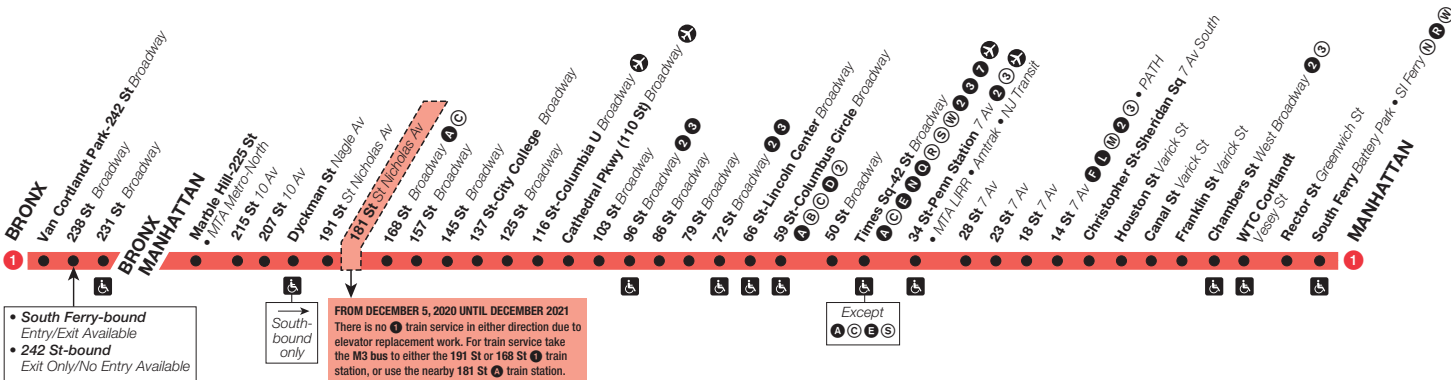 1
BRONX
Van Cortlandt Park-242 St Broadway
238 St Broadway
231 St Broadway
BRONX
MANHATTAN
Marble Hill-225 St
• MTA Metro-North
215 St 10 Av
207 St 10 Av
Dyckman St Nagle Av
191 St St Nicholas Av
181 St St Nicholas Av
168 St Broadway A C
157 St Broadway
145 St Broadway
137 St-City College Broadway
125 St Broadway
116 St-Columbia U Broadway
Cathedral Pkwy (110 St) Broadway
103 St Broadway
96 St Broadway 2 3
86 St Broadway
79 St Broadway
72 St Broadway 2 3
66 St-Lincoln Center Broadway
59 St-Columbus Circle Broadway
A B C D 2
50 St Broadway
Times Sq-42 St Broadway
A C E N Q R S W 2 3 7
34 St-Penn Station 7 Av 2 3
• MTA LIRR • Amtrak • NJ Transit
28 St 7 Av
23 St 7 Av
18 St 7 Av
14 St 7 Av F L M 2 3 • PATH
Christopher St-Sheridan Sq 7 Av South
Houston St Varick St
Canal St Varick St
Franklin St Varick St
Chambers St West Broadway 2 3
WTC Cortlandt
Vesey St
Rector St Greenwich St
South Ferry Battery Park • SI Ferry N R W
MANHATTAN
1
• South Ferry-bound
Entry/Exit Available
• 242 St-bound
Exit Only/No Entry Available
South-
bound
only
FROM DECEMBER 5, 2020 UNTIL DECEMBER 2021
There is no 1 train service in either direction due to
elevator replacement work. For train service take
the M3 bus to either the 191 St or 168 St 1 train
station, or use the nearby 181 St A train station.
Except
A C E S